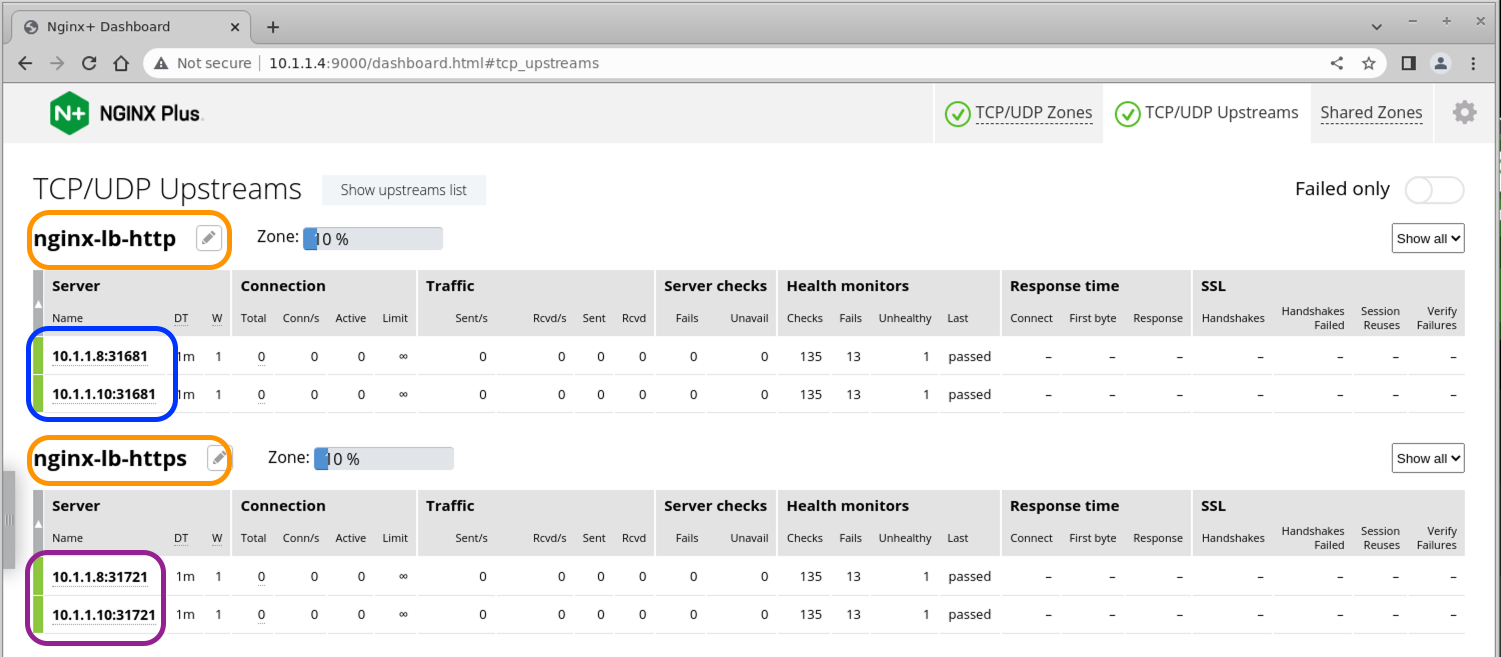 Nginx+ Dashboard
Not secure 10.1.1.4:9000/dashboard.html#tcp_upstreams
N+ NGINX Plus TCP/UDP Zones TCP/UDP Upstreams Shared Zones
TCP/UDP Upstreams Show upstreams list Failed only
nginx-lb-http Zone: 10 % Show all
Server Connection Traffic Server checks Health monitors Response time SSL
Name DT W Total Conn/s Active Limit Sent/s Rcvd/s Sent Rcvd Fails Unavail Checks Fails Unhealthy Last Connect First byte Response Handshakes Handshakes Failed Session Reuses Verify Failures
10.1.1.8:31681 1m 1 0 0 0 ∞ 0 0 0 0 0 0 135 13 1 passed – – – – – – –
10.1.1.10:31681 1m 1 0 0 0 ∞ 0 0 0 0 0 0 135 13 1 passed – – – – – – –
nginx-lb-https Zone: 10 % Show all
Server Connection Traffic Server checks Health monitors Response time SSL
Name DT W Total Conn/s Active Limit Sent/s Rcvd/s Sent Rcvd Fails Unavail Checks Fails Unhealthy Last Connect First byte Response Handshakes Handshakes Failed Session Reuses Verify Failures
10.1.1.8:31721 1m 1 0 0 0 ∞ 0 0 0 0 0 0 135 13 1 passed – – – – – – –
10.1.1.10:31721 1m 1 0 0 0 ∞ 0 0 0 0 0 0 135 13 1 passed – – – – – – –